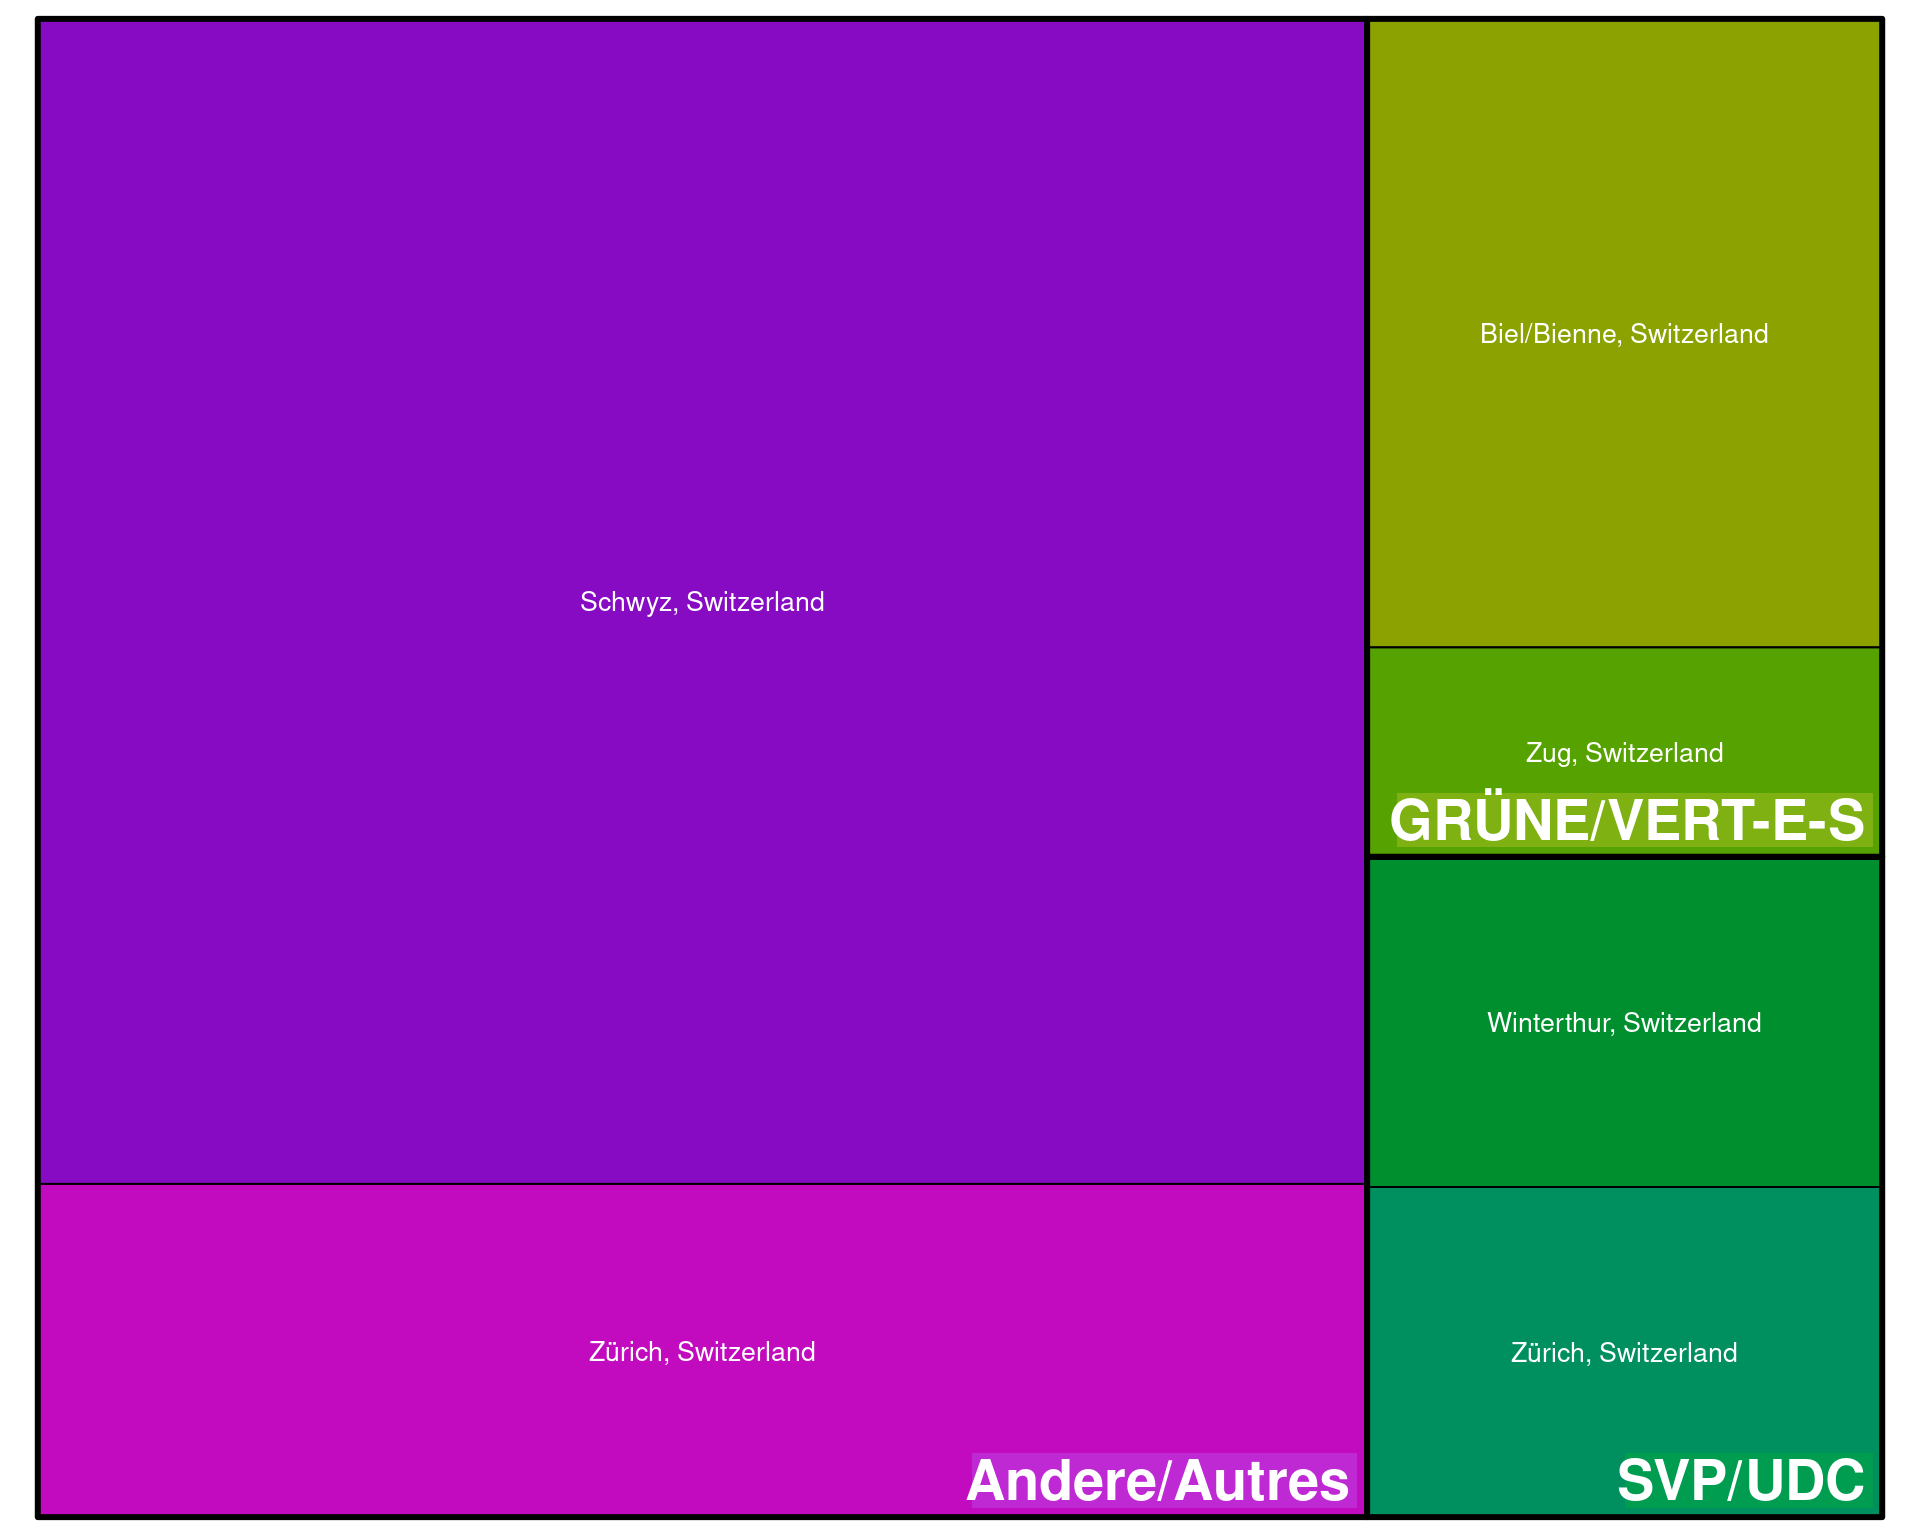 Schwyz, Switzerland
Zürich, Switzerland
Andere/Autres
Biel/Bienne, Switzerland
Zug, Switzerland
GRÜNE/VERT-E-S
Winterthur, Switzerland
Zürich, Switzerland
SVP/UDC